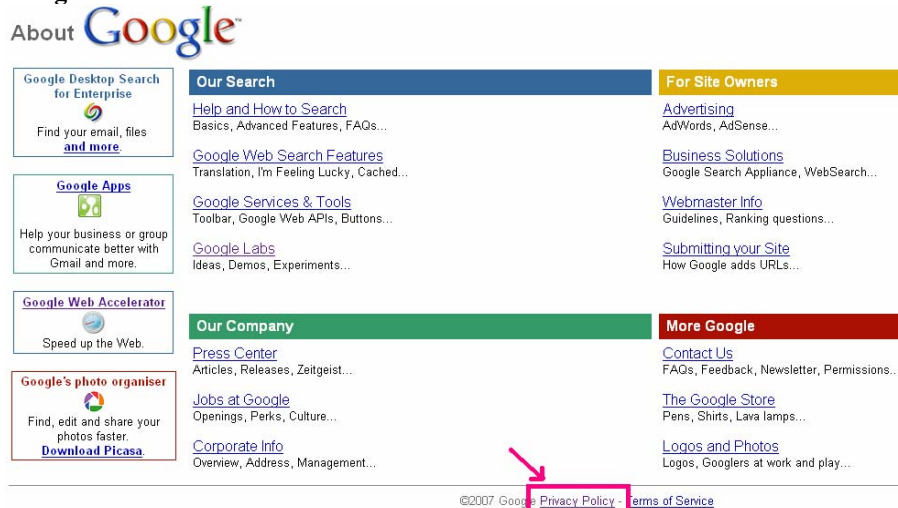 About Google™
Google Desktop Search
for Enterprise
Find your email, files
and more.
Google Apps
Help your business or group
communicate better with
Gmail and more.
Google Web Accelerator
Speed up the Web.
Google's photo organiser
Find, edit and share your
photos faster.
Download Picasa.
Our Search
Help and How to Search
Basics, Advanced Features, FAQs...
Google Web Search Features
Translation, I'm Feeling Lucky, Cached...
Google Services & Tools
Toolbar, Google Web APIs, Buttons...
Google Labs
Ideas, Demos, Experiments...
For Site Owners
Advertising
AdWords, AdSense...
Business Solutions
Google Search Appliance, WebSearch...
Webmaster Info
Guidelines, Ranking questions...
Submitting your Site
How Google adds URLs...
Our Company
Press Center
Articles, Releases, Zeitgeist...
Jobs at Google
Openings, Perks, Culture...
Corporate Info
Overview, Address, Management...
More Google
Contact Us
FAQs, Feedback, Newsletter, Permissions..
The Google Store
Pens, Shirts, Lava lamps...
Logos and Photos
Logos, Googlers at work and play...
©2007 Google Privacy Policy - Terms of Service